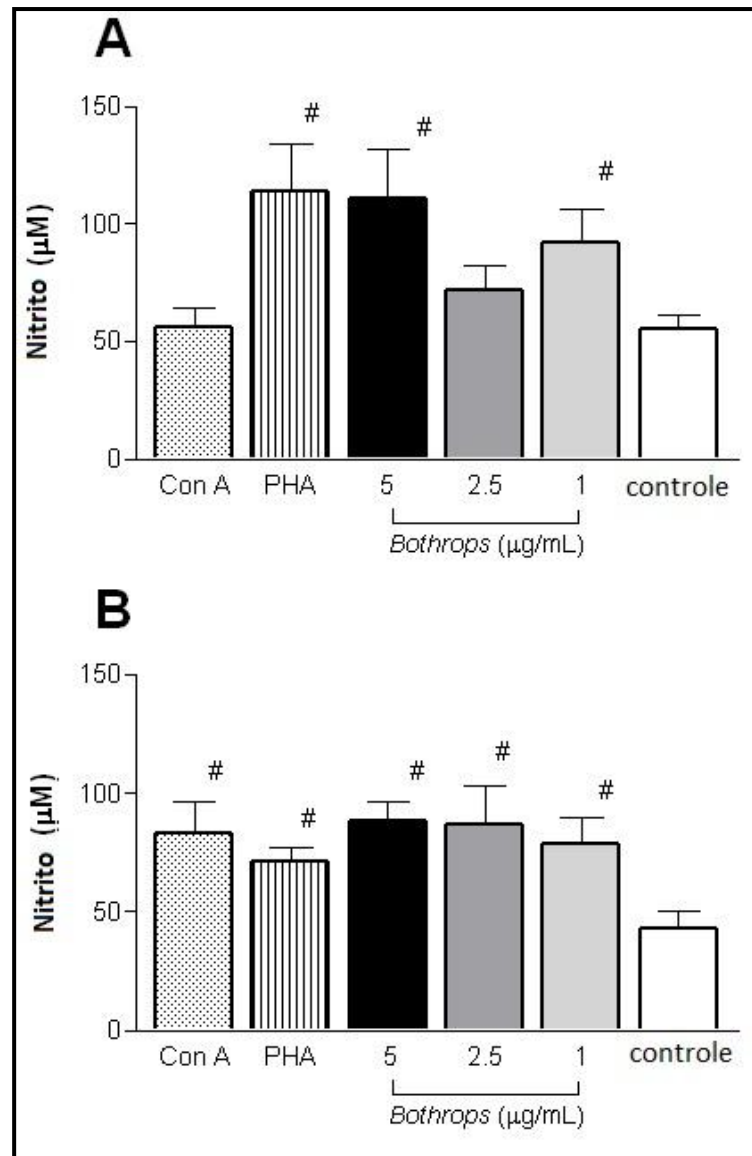 A
150
#
#
#
100
Nitrito (μM)
50
0
Con A PHA 5 2.5 1 controle
Bothrops (μg/mL)
B
150
#
#
#
#
#
100
Nitrito (μM)
50
0
Con A PHA 5 2.5 1 controle
Bothrops (μg/mL)